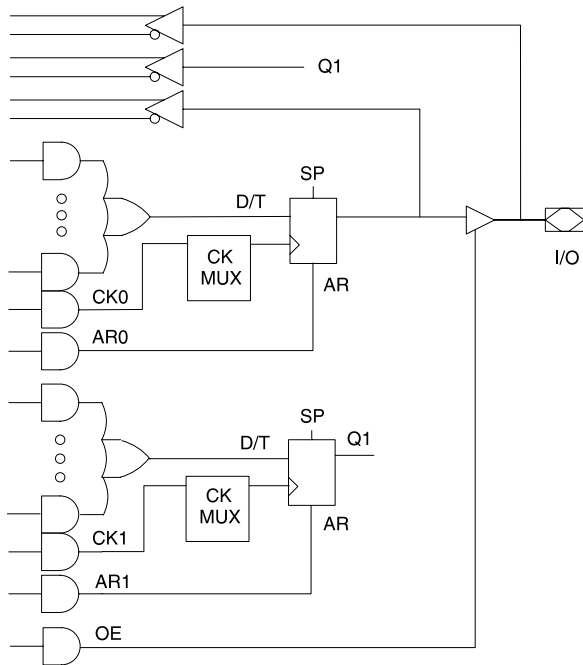 Q1
SP
D/T
CK
MUX
I/O
CK0
AR
AR0
SP
Q1
D/T
CK
MUX
AR
CK1
AR1
OE